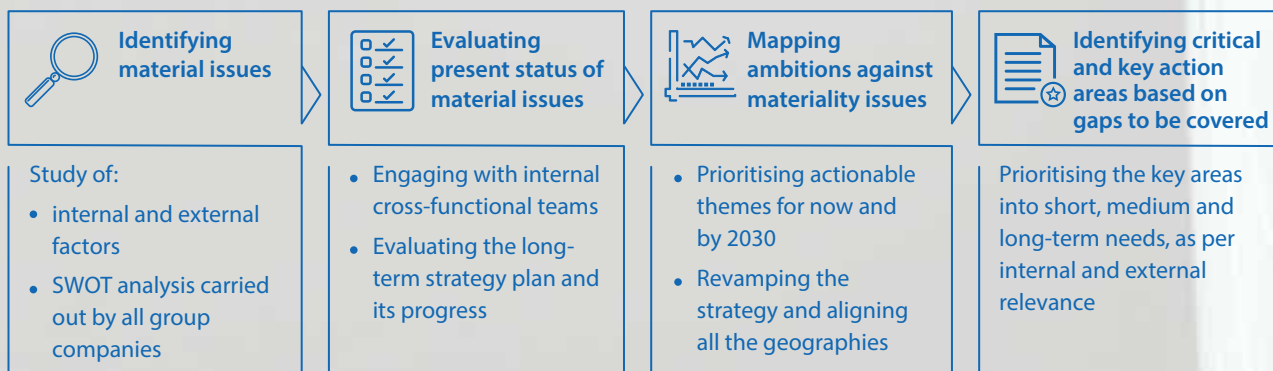 Identifying
material issues
Study of:
• internal and external
factors
• SWOT analysis carried
out by all group
companies
Evaluating
present status of
material issues
• Engaging with internal
cross-functional teams
• Evaluating the long-
term strategy plan and
its progress
Mapping
ambitions against
materiality issues
• Prioritising actionable
themes for now and
by 2030
• Revamping the
strategy and aligning
all the geographies
Identifying critical
and key action
areas based on
gaps to be covered
Prioritising the key areas
into short, medium and
long-term needs, as per
internal and external
relevance